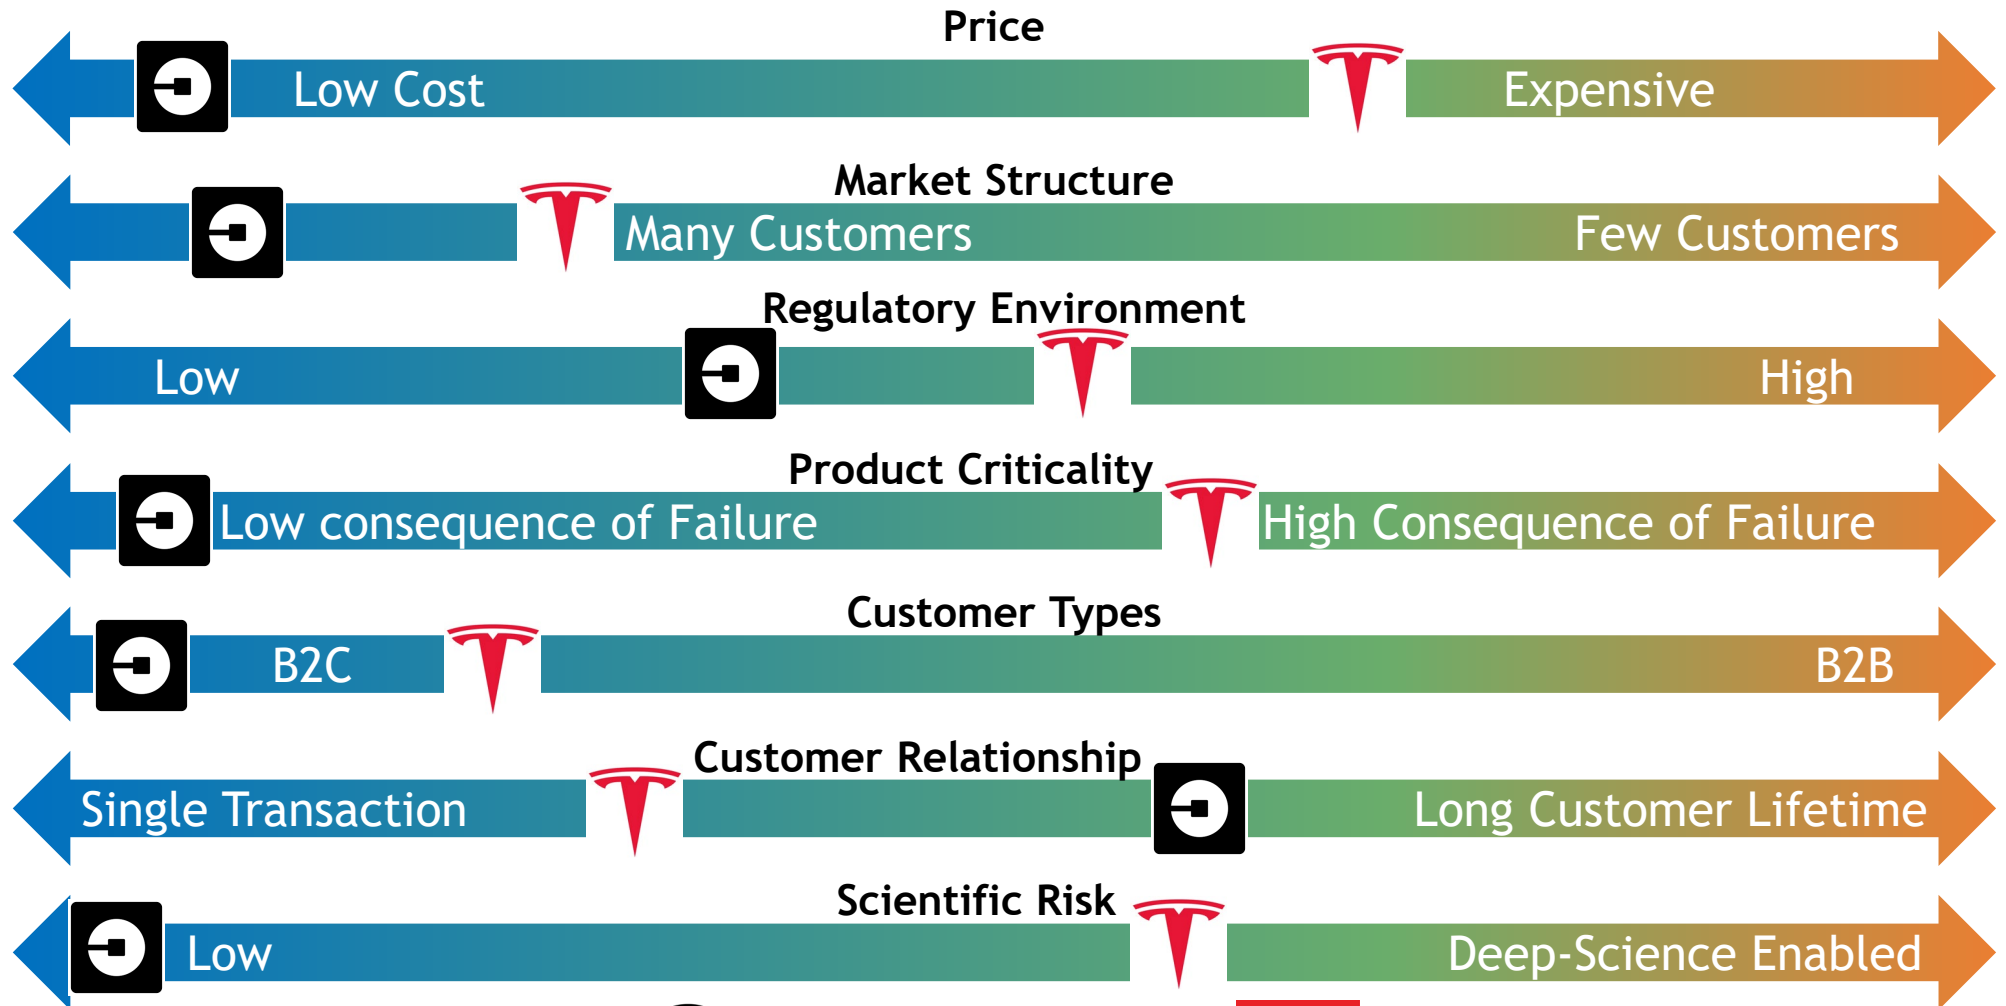 Price
Low Cost Expensive
Market Structure
Many Customers Few Customers
Regulatory Environment
Low High
Product Criticality
Low consequence of Failure High Consequence of Failure
Customer Types
B2C B2B
Customer Relationship
Single Transaction Long Customer Lifetime
Scientific Risk
Low Deep-Science Enabled